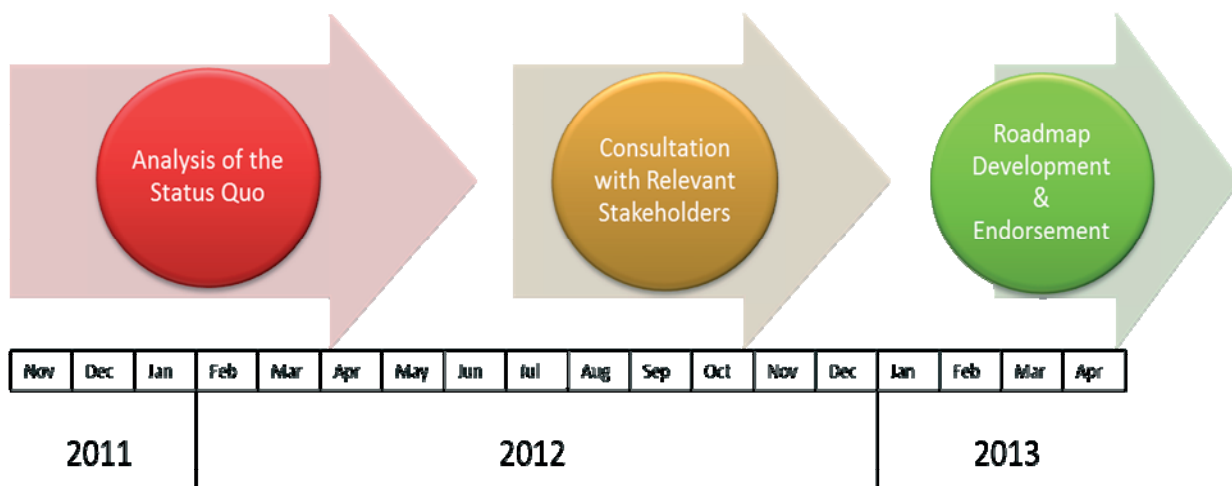 Analysis of the
Status Quo
Consultation
with Relevant
Stakeholders
Roadmap
Development
&
Endorsement
Nov Dec Jan Feb Mar Apr May Jun Jul Aug Sep Oct Nov Dec Jan Feb Mar Apr
2011 2012 2013